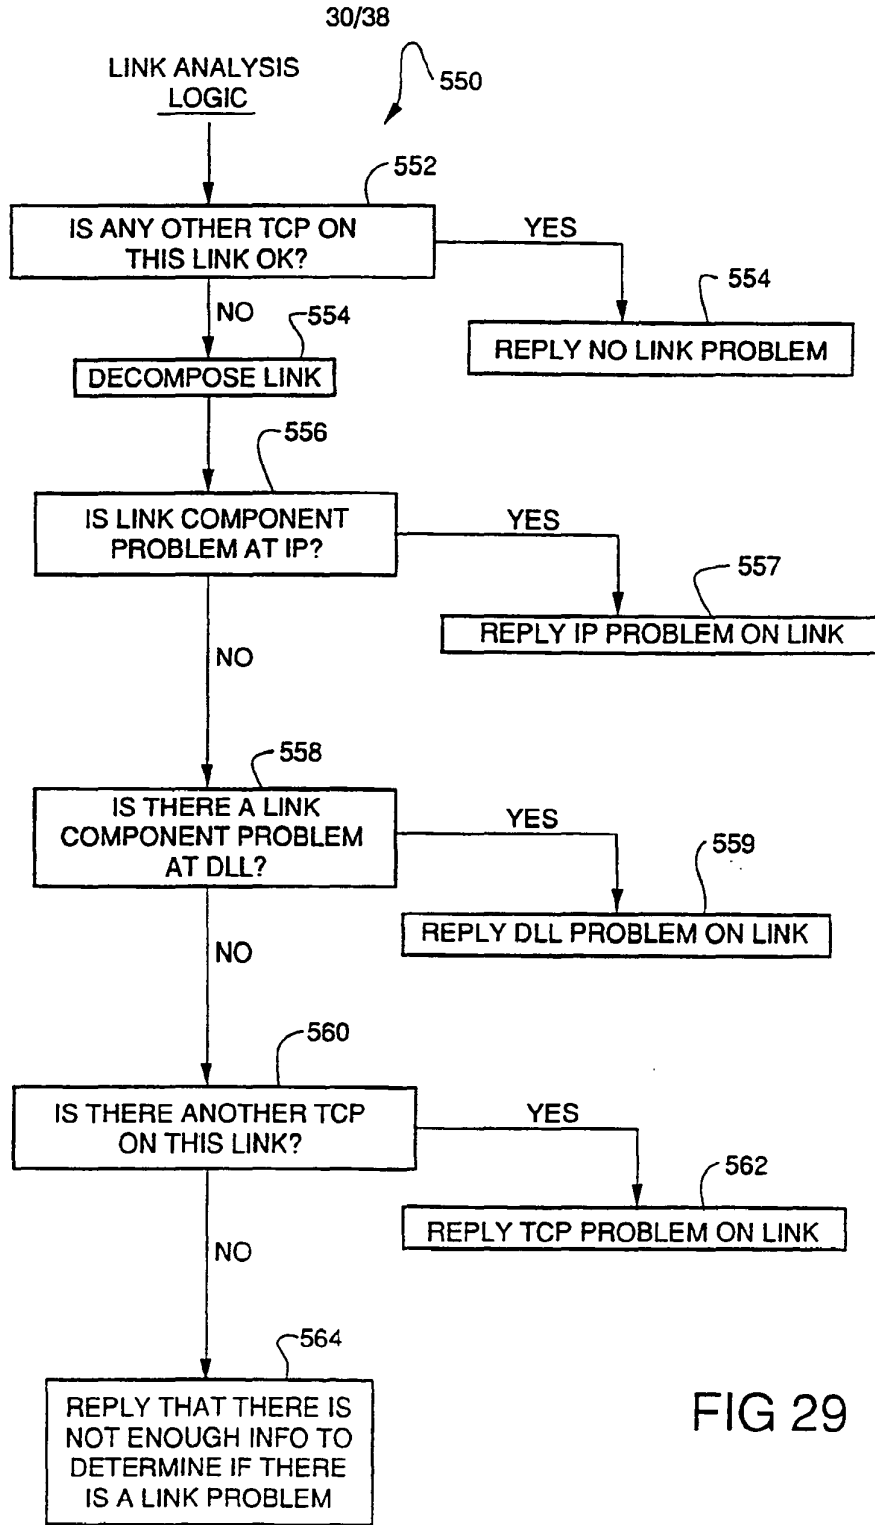 30/38
LINK ANALYSIS
LOGIC
550
552
IS ANY OTHER TCP ON
THIS LINK OK?
YES
NO
554
554
REPLY NO LINK PROBLEM
DECOMPOSE LINK
556
IS LINK COMPONENT
PROBLEM AT IP?
YES
557
REPLY IP PROBLEM ON LINK
NO
558
IS THERE A LINK
COMPONENT PROBLEM
AT DLL?
YES
559
REPLY DLL PROBLEM ON LINK
NO
560
IS THERE ANOTHER TCP
ON THIS LINK?
YES
562
REPLY TCP PROBLEM ON LINK
NO
564
REPLY THAT THERE IS
NOT ENOUGH INFO TO
DETERMINE IF THERE
IS A LINK PROBLEM
FIG 29